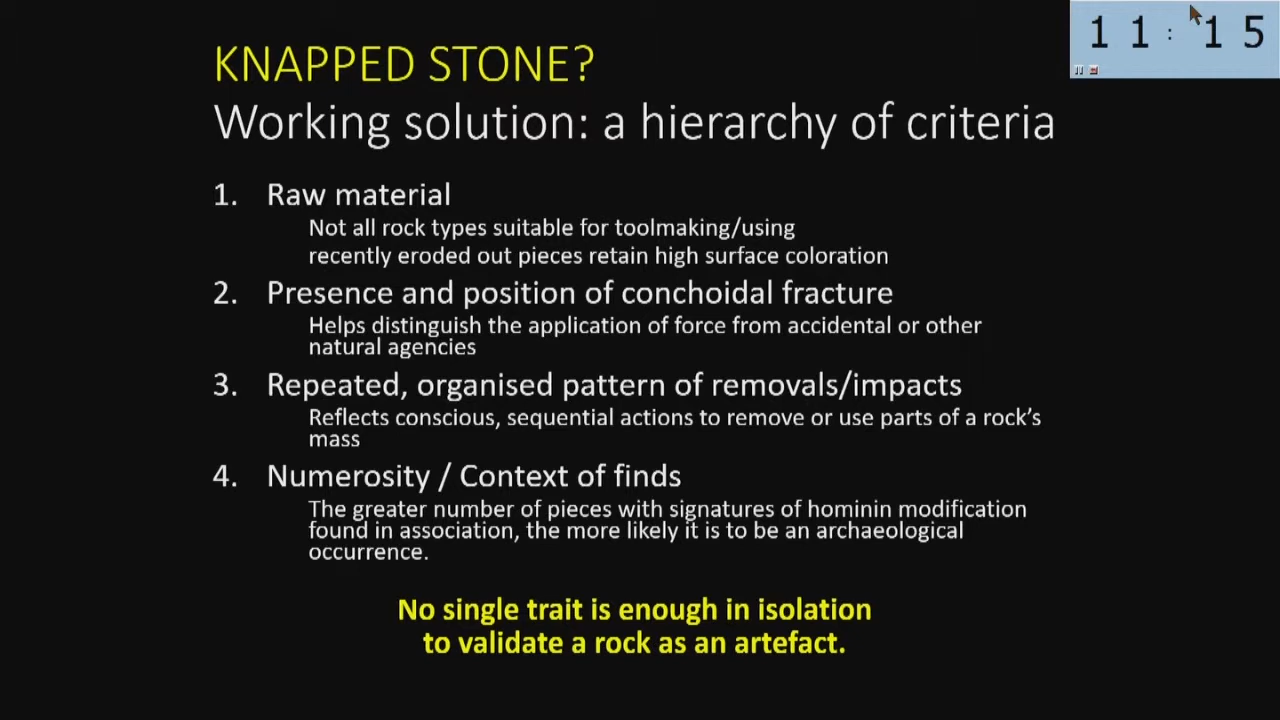 11:15
KNAPPED STONE?
Working solution: a hierarchy of criteria
1. Raw material
Not all rock types suitable for toolmaking/using
recently eroded out pieces retain high surface coloration
2. Presence and position of conchoidal fracture
Helps distinguish the application of force from accidental or other
natural agencies
3. Repeated, organised pattern of removals/impacts
Reflects conscious, sequential actions to remove or use parts of a rock’s
mass
4. Numerosity / Context of finds
The greater number of pieces with signatures of hominin modification
found in association, the more likely it is to be an archaeological
occurrence.
No single trait is enough in isolation
to validate a rock as an artefact.